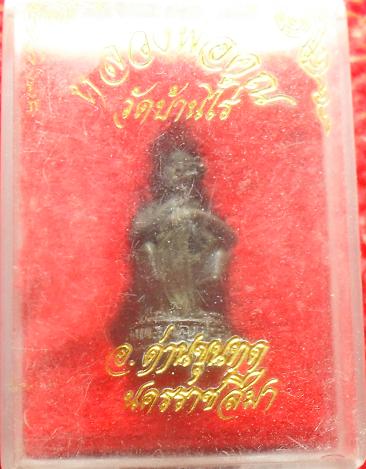 หลวงพ่อคูณ
วัดบ้านไร่
อ.ด่านขุนทด
นครราชสีมา